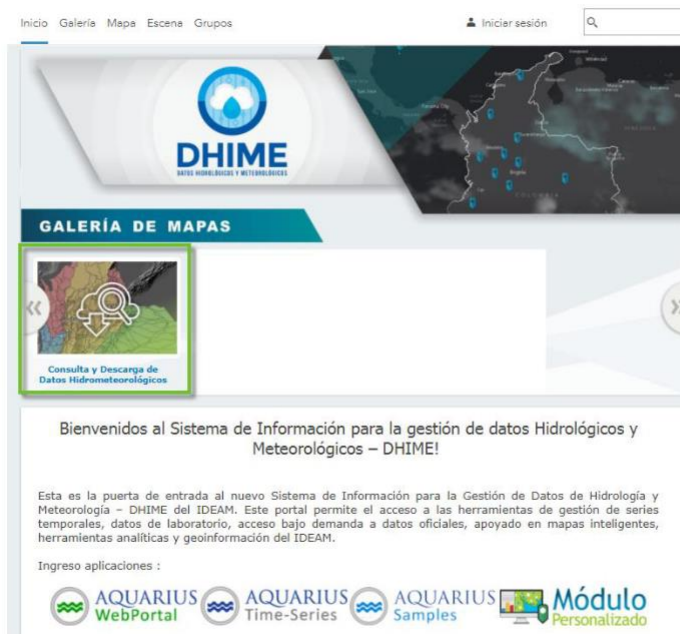 Inicio Galería Mapa Escena Grupos Iniciar sesión
DHIME
DATOS HIDROLÓGICOS Y METEOROLÓGICOS
GALERÍA DE MAPAS
Consulta y Descarga de
Datos Hidrometeorológicos
Bienvenidos al Sistema de Información para la gestión de datos Hidrológicos y
Meteorológicos – DHIME!
Esta es la puerta de entrada al nuevo Sistema de Información para la Gestión de Datos de Hidrología y
Meteorología – DHIME del IDEAM. Este portal permite el acceso a las herramientas de gestión de series
temporales, datos de laboratorio, acceso bajo demanda a datos oficiales, apoyado en mapas inteligentes,
herramientas analíticas y geoinformación del IDEAM.
Ingreso aplicaciones :
AQUARIUS
WebPortal
AQUARIUS
Time-Series
AQUARIUS
Samples
Módulo
Personalizado